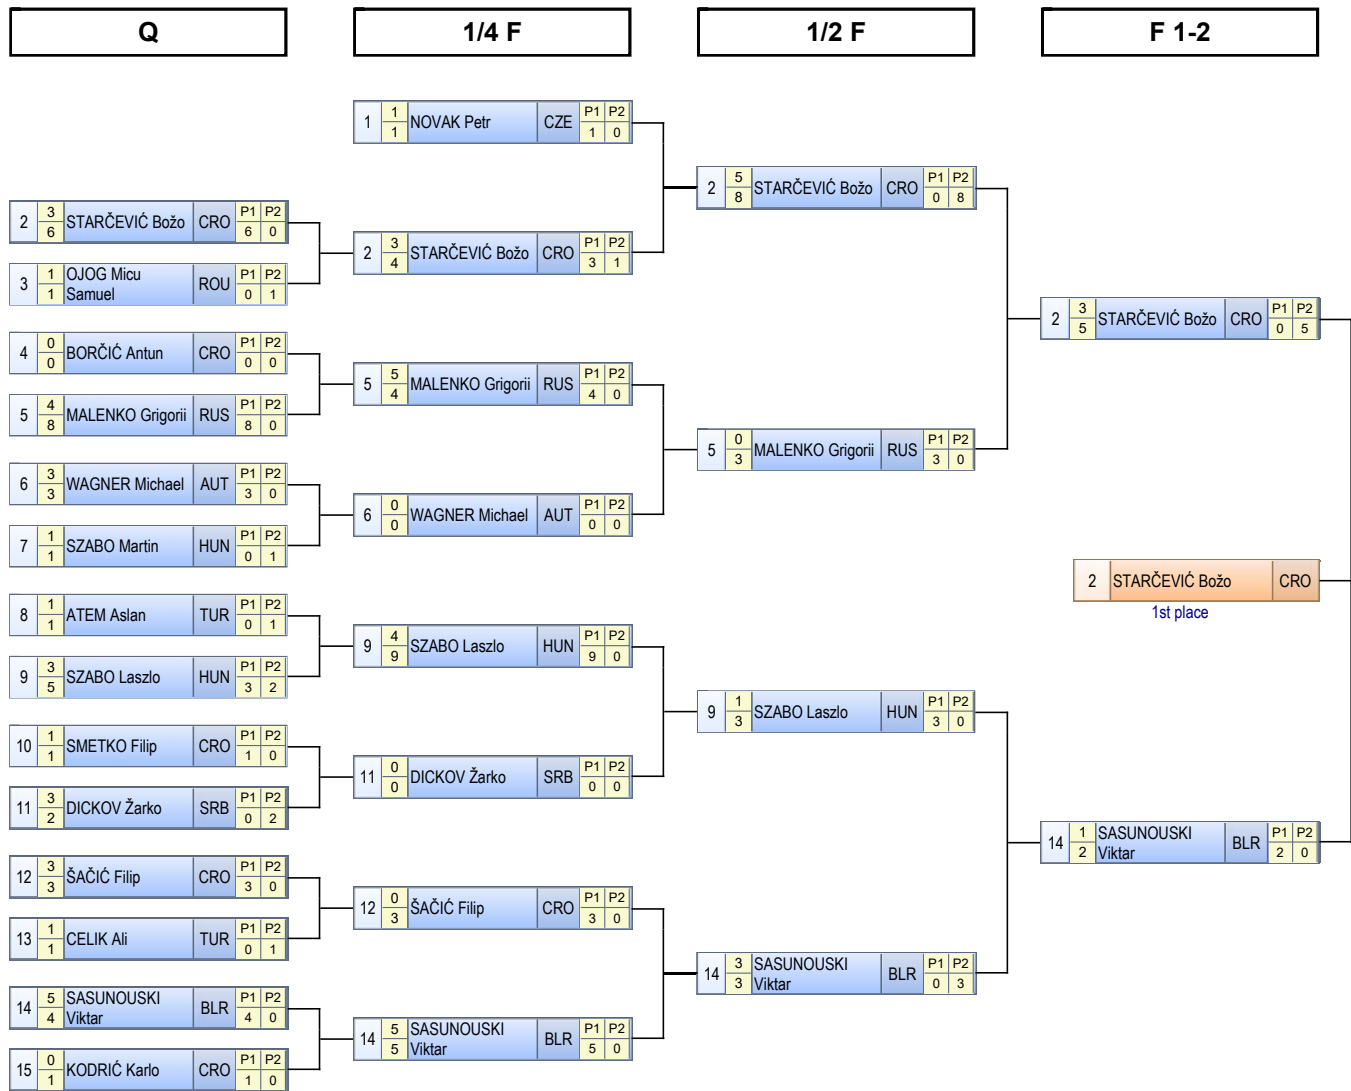 Q
1/4 F
1/2 F
F 1-2
2 3 6 STARČEVIĆ Božo CRO P1 P2 6 0
3 1 1 OJOG Micu
Samuel ROU P1 P2 0 1
4 0 0 BORČIĆ Antun CRO P1 P2 0 0
5 4 8 MALENKO Grigorii RUS P1 P2 8 0
6 3 3 WAGNER Michael AUT P1 P2 3 0
7 1 1 SZABO Martin HUN P1 P2 0 1
8 1 1 ATEM Aslan TUR P1 P2 0 1
9 3 5 SZABO Laszlo HUN P1 P2 3 2
10 1 1 SMETKO Filip CRO P1 P2 1 0
11 3 2 DICKOV Žarko SRB P1 P2 0 2
12 3 3 ŠAČIĆ Filip CRO P1 P2 3 0
13 1 1 CELIK Ali TUR P1 P2 0 1
14 5 4 SASUNOUSKI
Viktar BLR P1 P2 4 0
15 0 1 KODRIĆ Karlo CRO P1 P2 1 0
1 1 1 NOVAK Petr CZE P1 P2 1 0
2 3 4 STARČEVIĆ Božo CRO P1 P2 3 1
5 5 4 MALENKO Grigorii RUS P1 P2 4 0
6 0 0 WAGNER Michael AUT P1 P2 0 0
9 4 9 SZABO Laszlo HUN P1 P2 9 0
11 0 0 DICKOV Žarko SRB P1 P2 0 0
12 0 3 ŠAČIĆ Filip CRO P1 P2 3 0
14 5 5 SASUNOUSKI
Viktar BLR P1 P2 5 0
2 5 8 STARČEVIĆ Božo CRO P1 P2 0 8
5 0 3 MALENKO Grigorii RUS P1 P2 3 0
9 1 3 SZABO Laszlo HUN P1 P2 3 0
14 3 3 SASUNOUSKI
Viktar BLR P1 P2 0 3
2 3 5 STARČEVIĆ Božo CRO P1 P2 0 5
2 STARČEVIĆ Božo CRO
1st place
14 1 2 SASUNOUSKI
Viktar BLR P1 P2 2 0